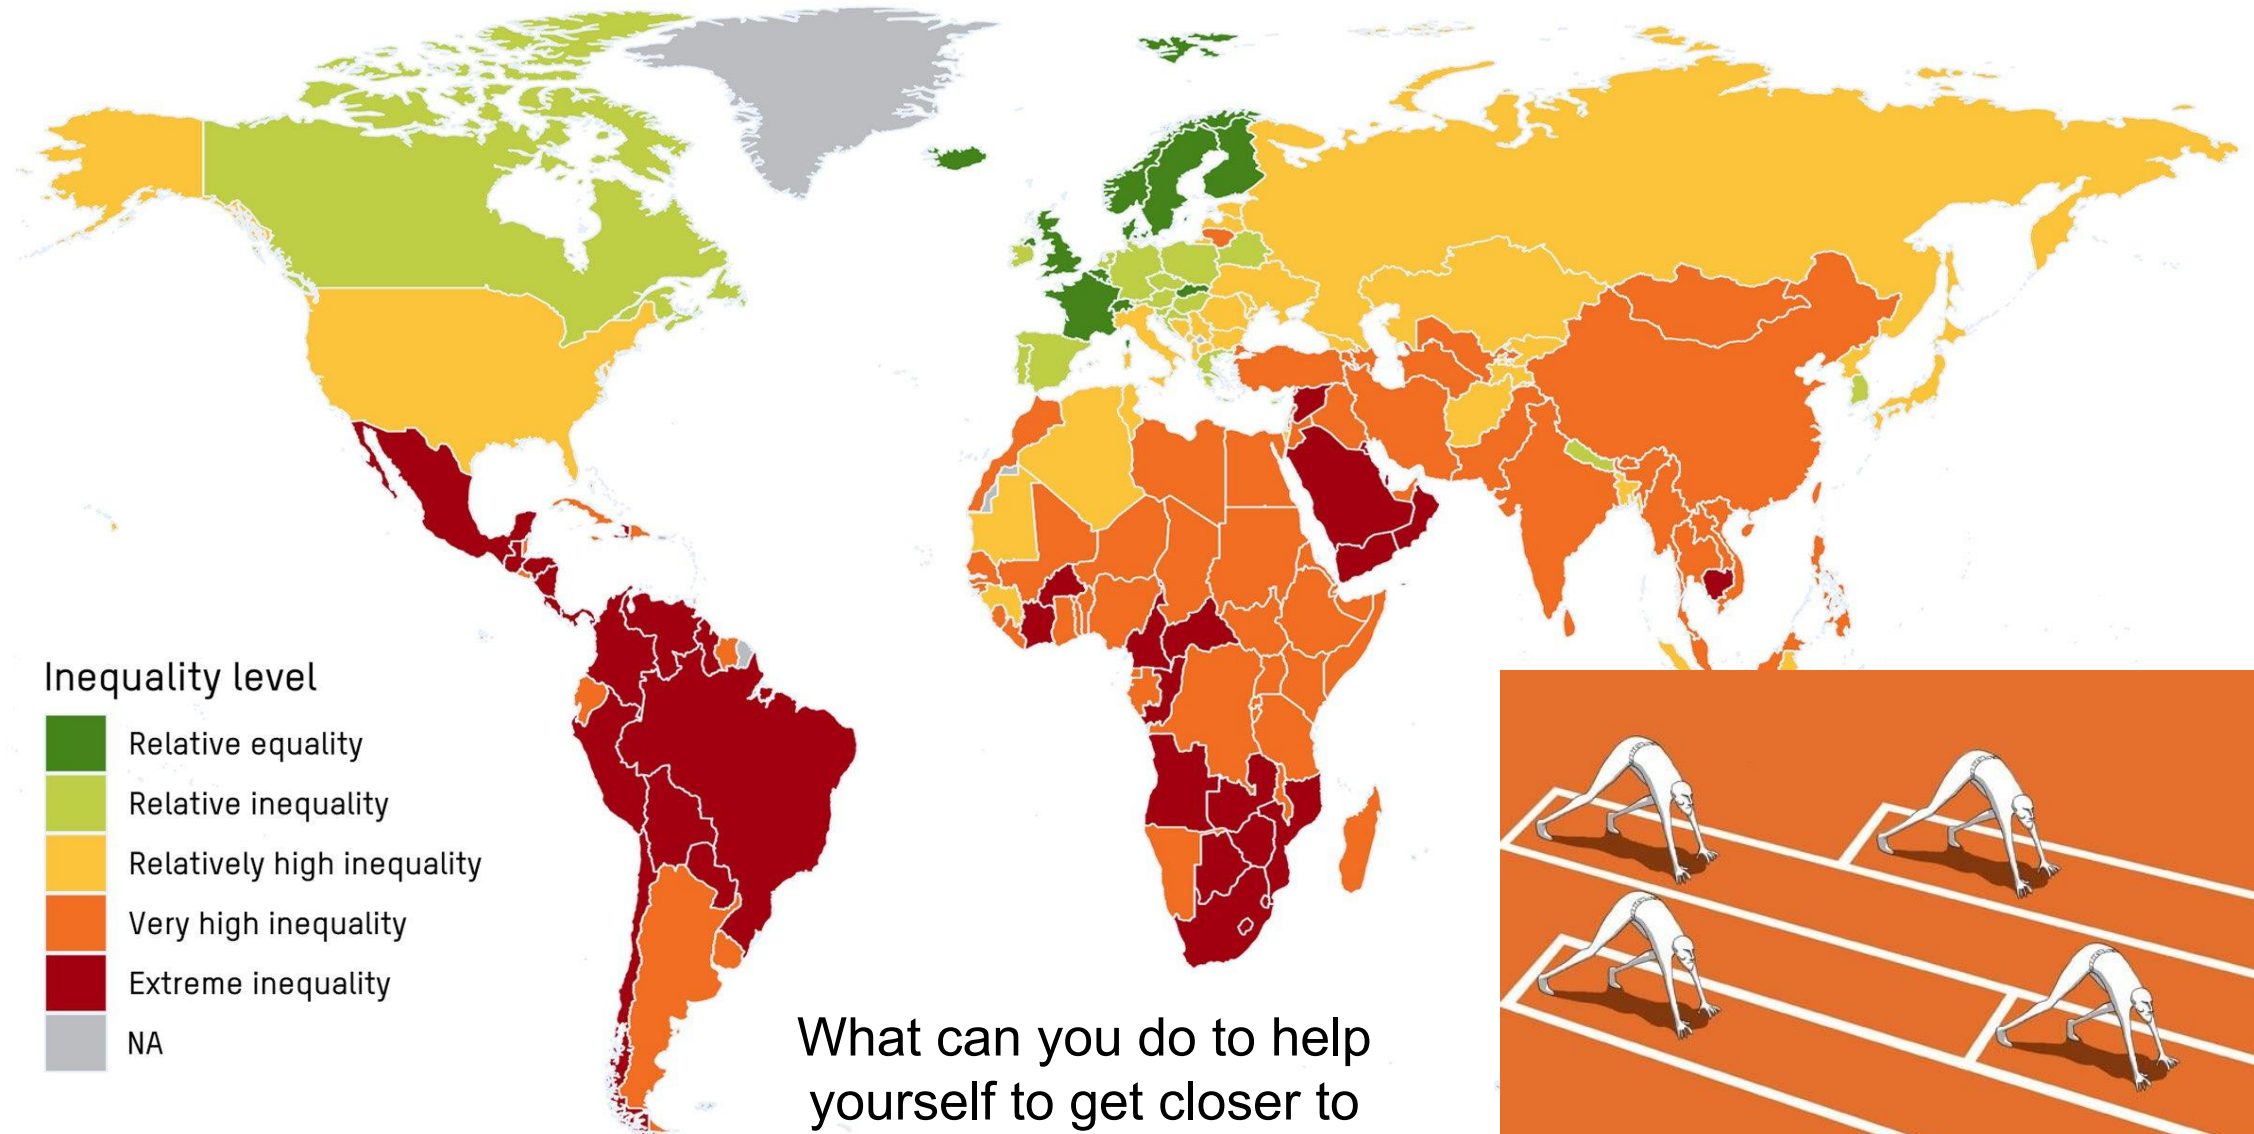 Inequality level
Relative equality
Relative inequality
Relatively high inequality
Very high inequality
Extreme inequality
NA
What can you do to help
yourself to get closer to